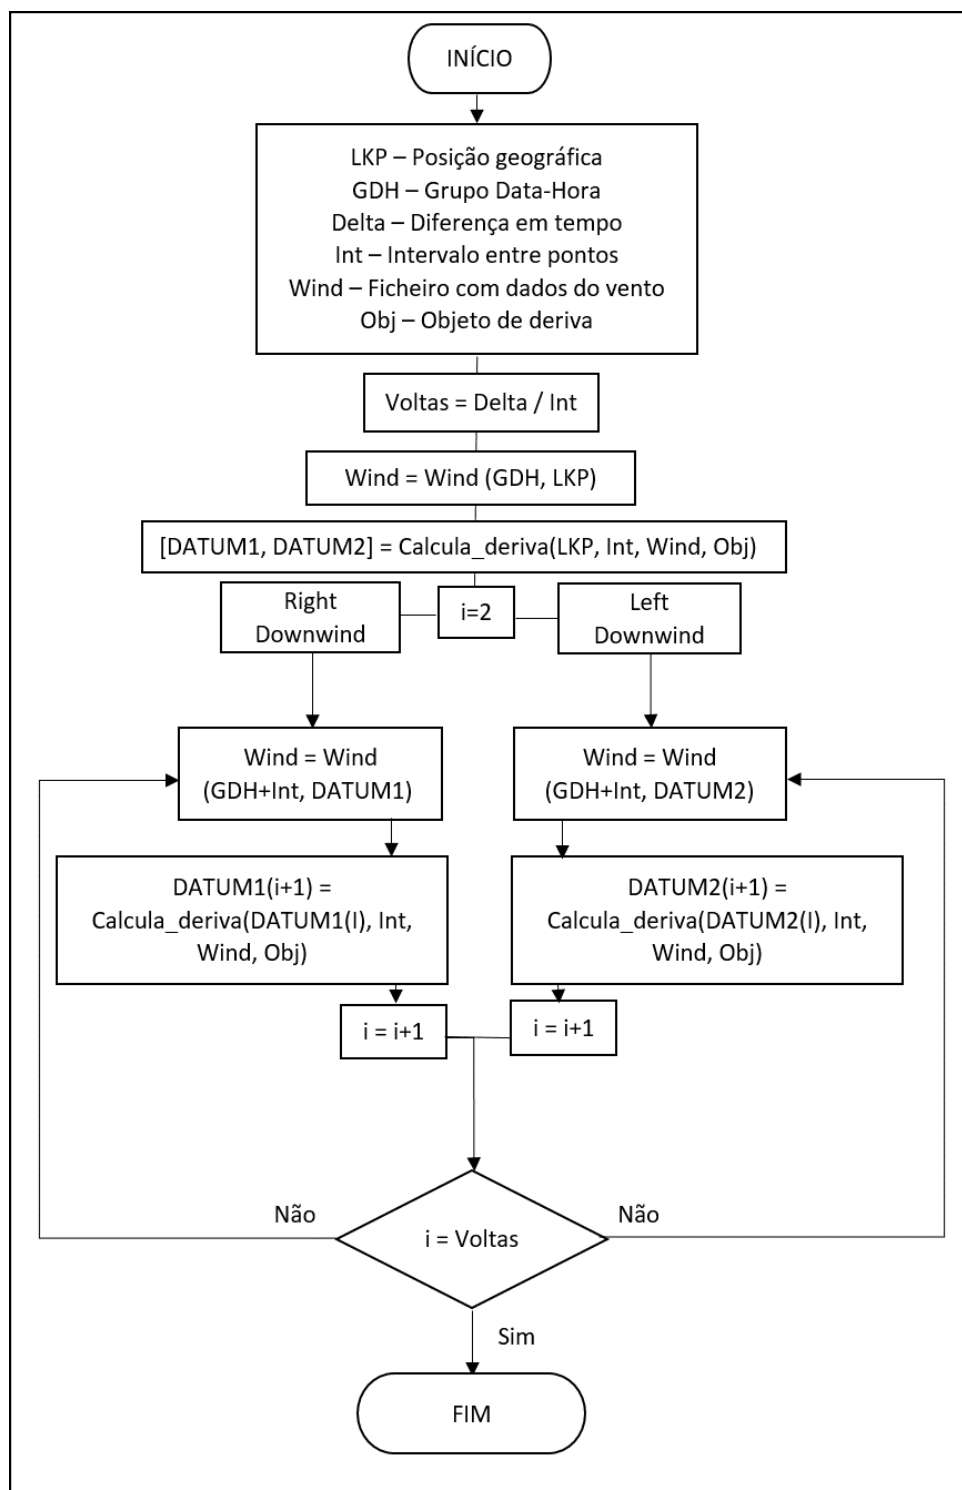 INÍCIO
LKP – Posição geográfica
GDH – Grupo Data-Hora
Delta – Diferença em tempo
Int – Intervalo entre pontos
Wind – Ficheiro com dados do vento
Obj – Objeto de deriva
Voltas = Delta / Int
Wind = Wind (GDH, LKP)
[DATUM1, DATUM2] = Calcula_deriva(LKP, Int, Wind, Obj)
Right
Downwind
i=2
Left
Downwind
Wind = Wind
(GDH+Int, DATUM1)
Wind = Wind
(GDH+Int, DATUM2)
DATUM1(i+1) =
Calcula_deriva(DATUM1(I), Int,
Wind, Obj)
DATUM2(i+1) =
Calcula_deriva(DATUM2(I), Int,
Wind, Obj)
i = i+1
i = i+1
Não
Não
i = Voltas
Sim
FIM